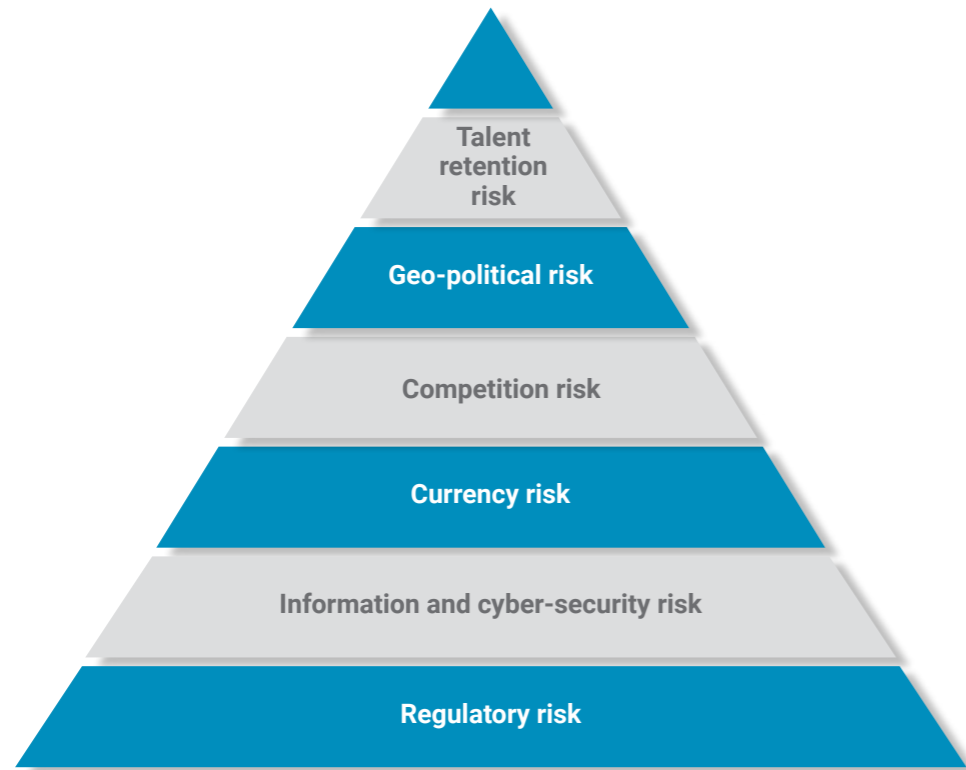 Talent
retention
risk
Geo-political risk
Competition risk
Currency risk
Information and cyber-security risk
Regulatory risk